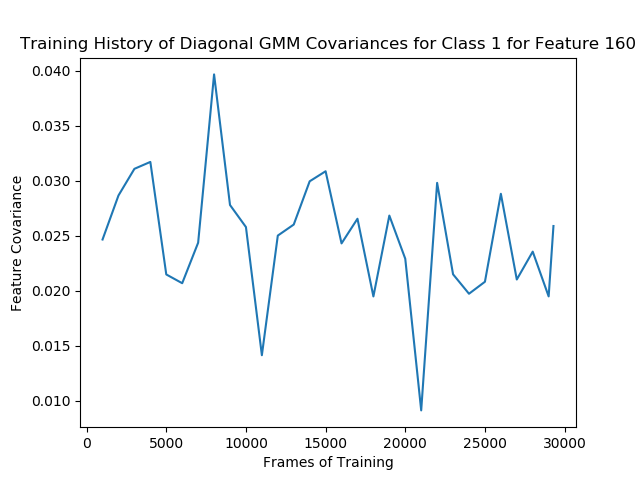 Training History of Diagonal GMM Covariances for Class 1 for Feature 160
0.040
0.035
0.030
0.025
0.020
0.015
0.010
Feature Covariance
0 5000 10000 15000 20000 25000 30000
Frames of Training